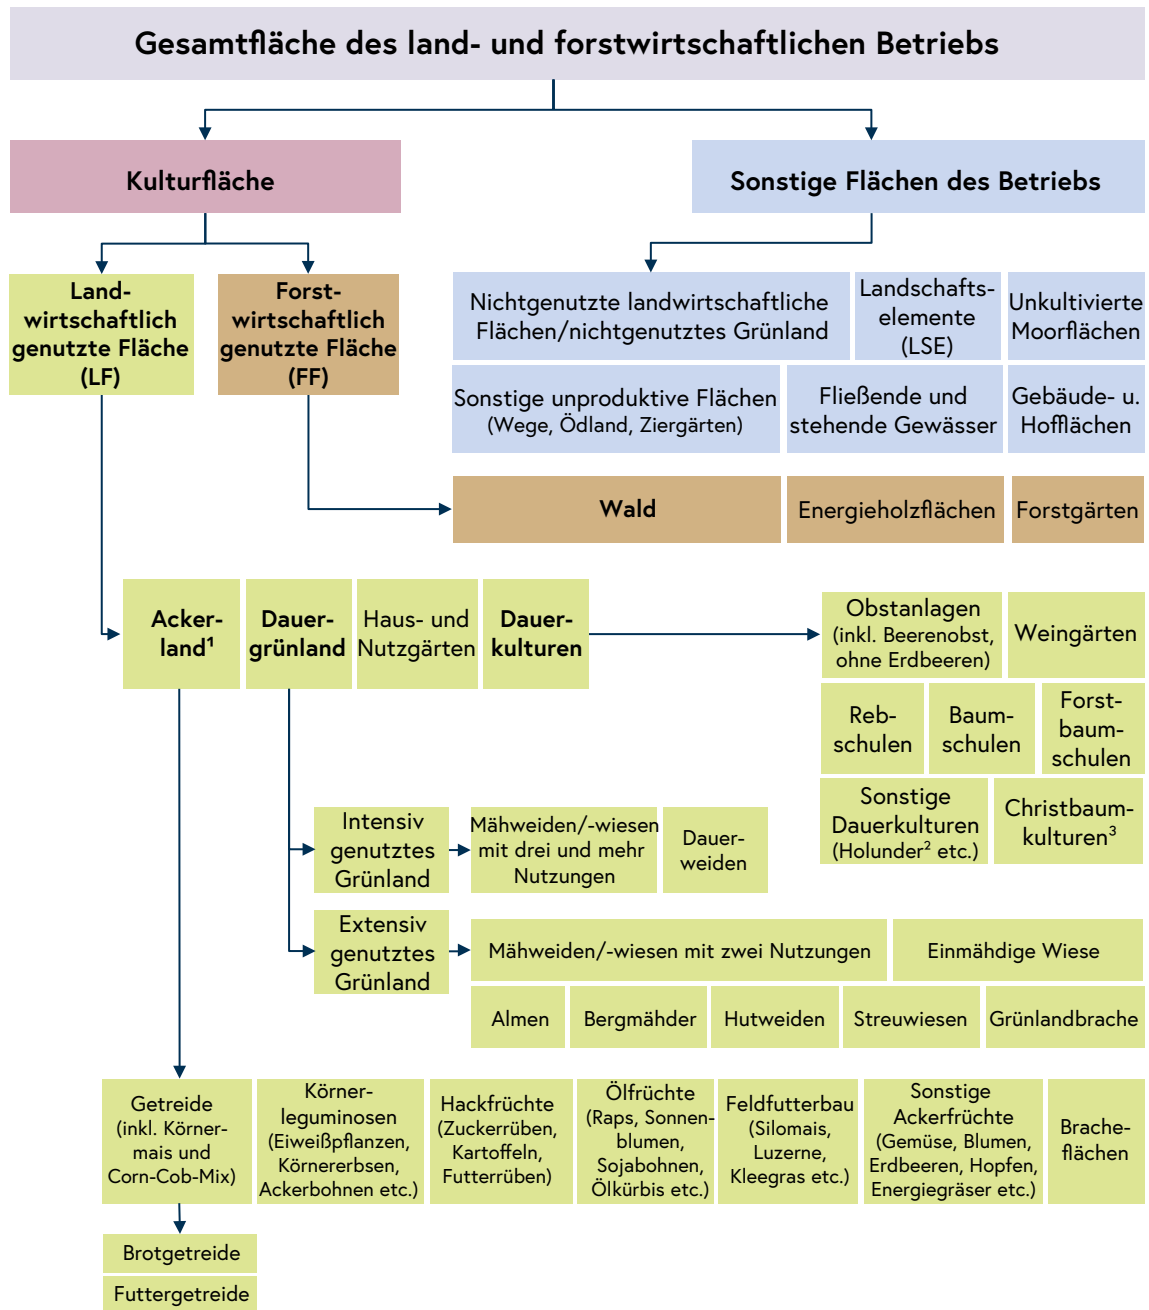 Gesamtfläche des land- und forstwirtschaftlichen Betriebs
Kulturfläche
Sonstige Flächen des Betriebs
Land-
wirtschaftlich
genutzte Fläche
(LF)
Forst-
wirtschaftlich
genutzte Fläche
(FF)
Nichtgenutzte landwirtschaftliche
Flächen/nichtgenutztes Grünland
Landschafts-
elemente
(LSE)
Unkultivierte
Moorflächen
Sonstige unproduktive Flächen
(Wege, Ödland, Ziergärten)
Fließende und
stehende Gewässer
Gebäude- u.
Hofflächen
Wald
Energieholzflächen
Forstgärten
Acker-
land¹
Dauer-
grünland
Haus- und
Nutzgärten
Dauer-
kulturen
Obstanlagen
(inkl. Beerenobst,
ohne Erdbeeren)
Weingärten
Reb-
schulen
Baum-
schulen
Forst-
baum-
schulen
Sonstige
Dauerkulturen
(Holunder² etc.)
Christbaum-
kulturen³
Intensiv
genutztes
Grünland
Mähweiden/-wiesen
mit drei und mehr
Nutzungen
Dauer-
weiden
Extensiv
genutztes
Grünland
Mähweiden/-wiesen mit zwei Nutzungen
Einmähdige Wiese
Almen
Bergmähder
Hutweiden
Streuwiesen
Grünlandbrache
Getreide
(inkl. Körner-
mais und
Corn-Cob-Mix)
Körner-
leguminosen
(Eiweißpflanzen,
Körnererbsen,
Ackerbohnen etc.)
Hackfrüchte
(Zuckerrüben,
Kartoffeln,
Futterrüben)
Ölfrüchte
(Raps, Sonnen-
blumen,
Sojabohnen,
Ölkürbis etc.)
Feldfutterbau
(Silomais,
Luzerne,
Kleegras etc.)
Sonstige
Ackerfrüchte
(Gemüse, Blumen,
Erdbeeren, Hopfen,
Energiegräser etc.)
Brache-
flächen
Brotgetreide
Futtergetreide